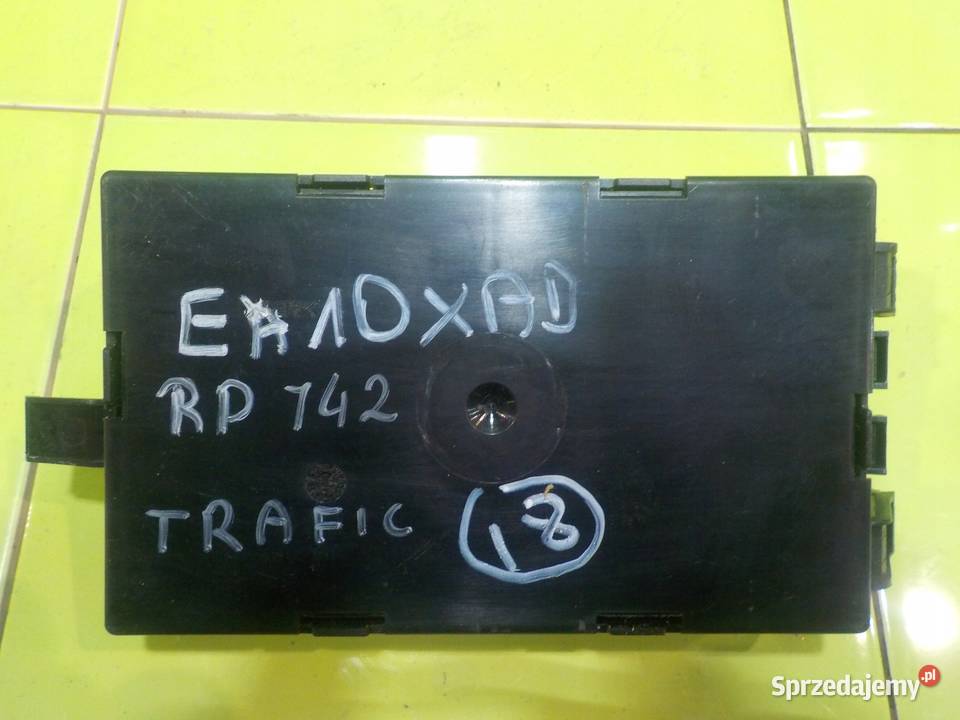 EA10XAD
RP 742
TRAFIC 18
Sprzedajemy.pl